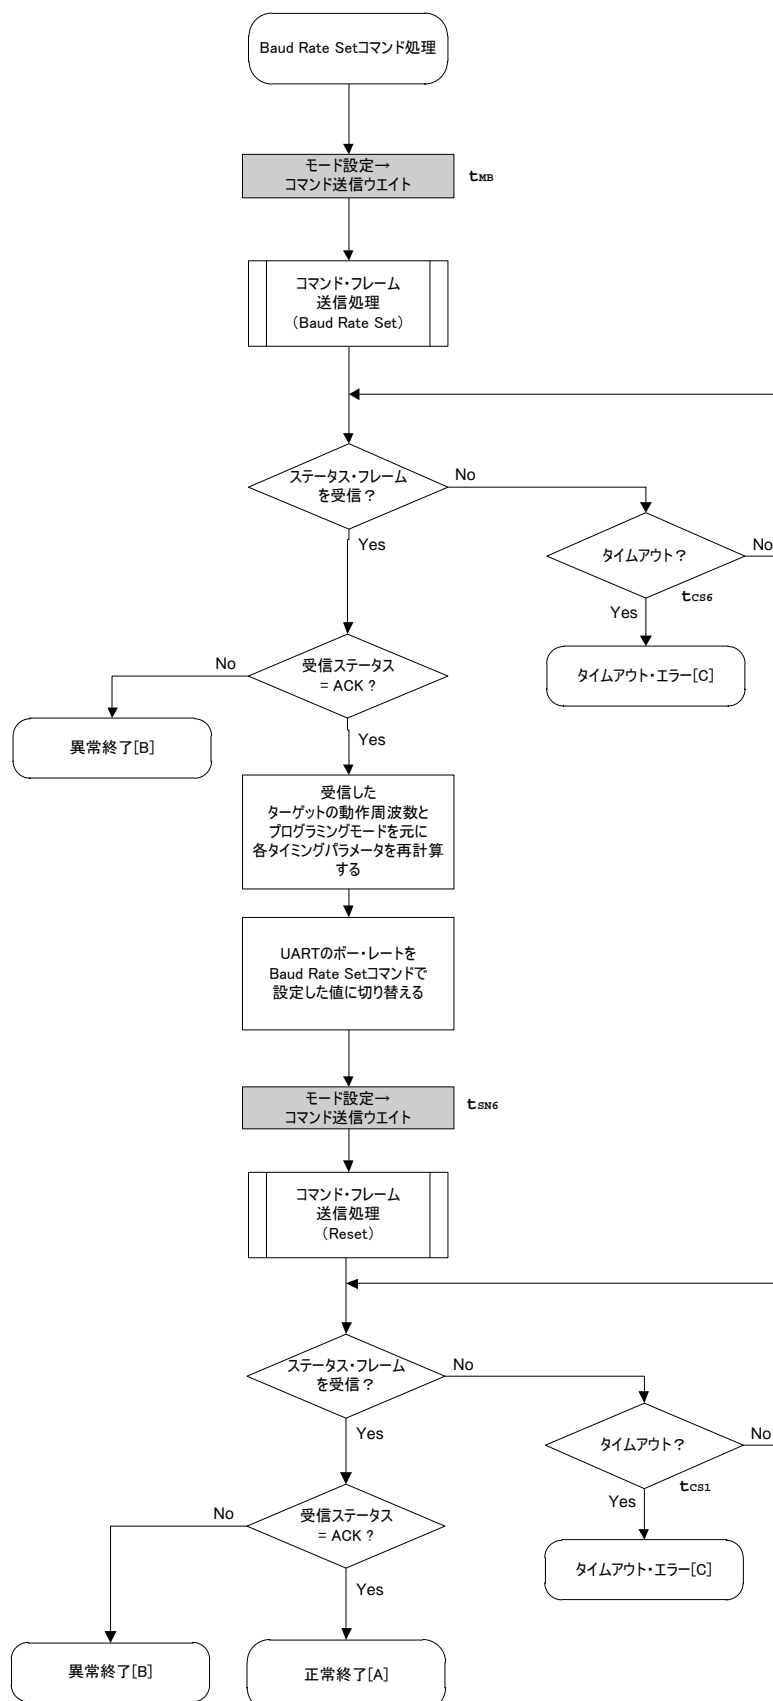 Baud Rate Setコマンド処理
モード設定→
コマンド送信ウエイト
tMB
コマンド・フレーム
送信処理
（Baud Rate Set）
ステータス・フレーム
を受信？
No
Yes
タイムアウト？
No
tCS6
Yes
タイムアウト・エラー[C]
受信ステータス
= ACK ?
No
Yes
異常終了[B]
受信した
ターゲットの動作周波数と
プログラミングモードを元に
各タイミングパラメータを再計算
する
UARTのボー・レートを
Baud Rate Setコマンドで
設定した値に切り替える
モード設定→
コマンド送信ウエイト
tSN6
コマンド・フレーム
送信処理
（Reset）
ステータス・フレーム
を受信？
No
Yes
タイムアウト？
No
tCS1
Yes
タイムアウト・エラー[C]
受信ステータス
= ACK ?
No
Yes
異常終了[B]
正常終了[A]